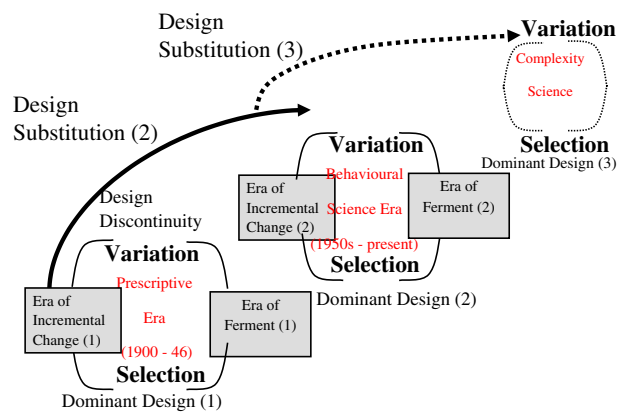 Design
Substitution (3)
Variation
Complexity
Science
Selection
Dominant Design (3)
Design
Substitution (2)
Variation
Behavioural
Science Era
(1950s - present)
Selection
Era of
Incremental
Change (2)
Era of
Ferment (2)
Dominant Design (2)
Design
Discontinuity
Variation
Prescriptive
Era
(1900 - 46)
Selection
Era of
Incremental
Change (1)
Era of
Ferment (1)
Dominant Design (1)